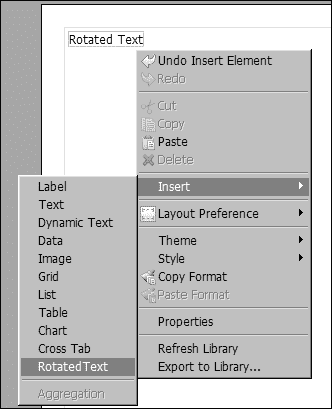 Rotated Text
Undo Insert Element
Redo
Cut
Copy
Paste
Delete
Insert
Layout Preference
Theme
Style
Copy Format
Paste Format
Properties
Refresh Library
Export to Library...
Label
Text
Dynamic Text
Data
Image
Grid
List
Table
Chart
Cross Tab
RotatedText
Aggregation